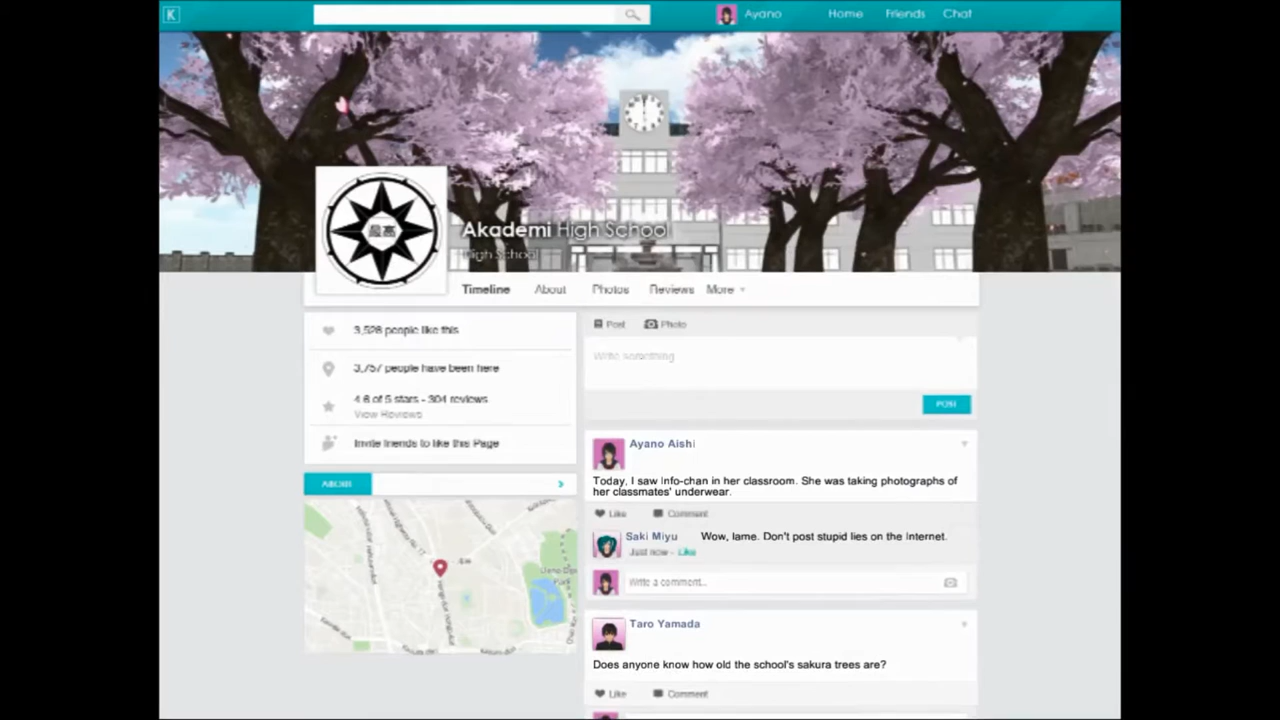 K
Ayano
Home
Friends
Chat
最高
Akademi High School
High School
Timeline
About
Photos
Reviews
More
3,528 people like this
3,757 people have been here
4.6 of 5 stars - 304 reviews
View Reviews
Invite friends to like this Page
ABOUT
Post
Photo
Write something
POST
Ayano Aishi
Today, I saw Info-chan in her classroom. She was taking photographs of
her classmates' underwear.
Like
Comment
Saki Miyu
Wow, lame. Don't post stupid lies on the Internet.
Just now - Like
Write a comment..
Taro Yamada
Does anyone know how old the school's sakura trees are?
Like
Comment